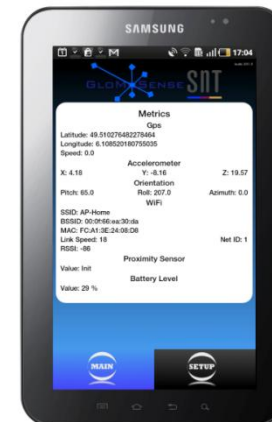 SAMSUNG
17:04
GLOMOSENSE SNT
Metrics
Gps
Latitude: 49.510276482278464
Longitude: 6.108520180755035
Speed: 0.0
Accelerometer
X: 4.18 Y: -8.16 Z: 19.57
Orientation
Pitch: 65.0 Roll: 207.0 Azimuth: 0.0
WiFi
SSID: AP-Home
BSSID: 00:0f:66:ea:30:da
MAC: FC:A1:3E:24:08:D8
Link Speed: 18 Net ID: 1
RSSI: -86
Proximity Sensor
Value: Init
Battery Level
Value: 29 %
MAIN SETUP